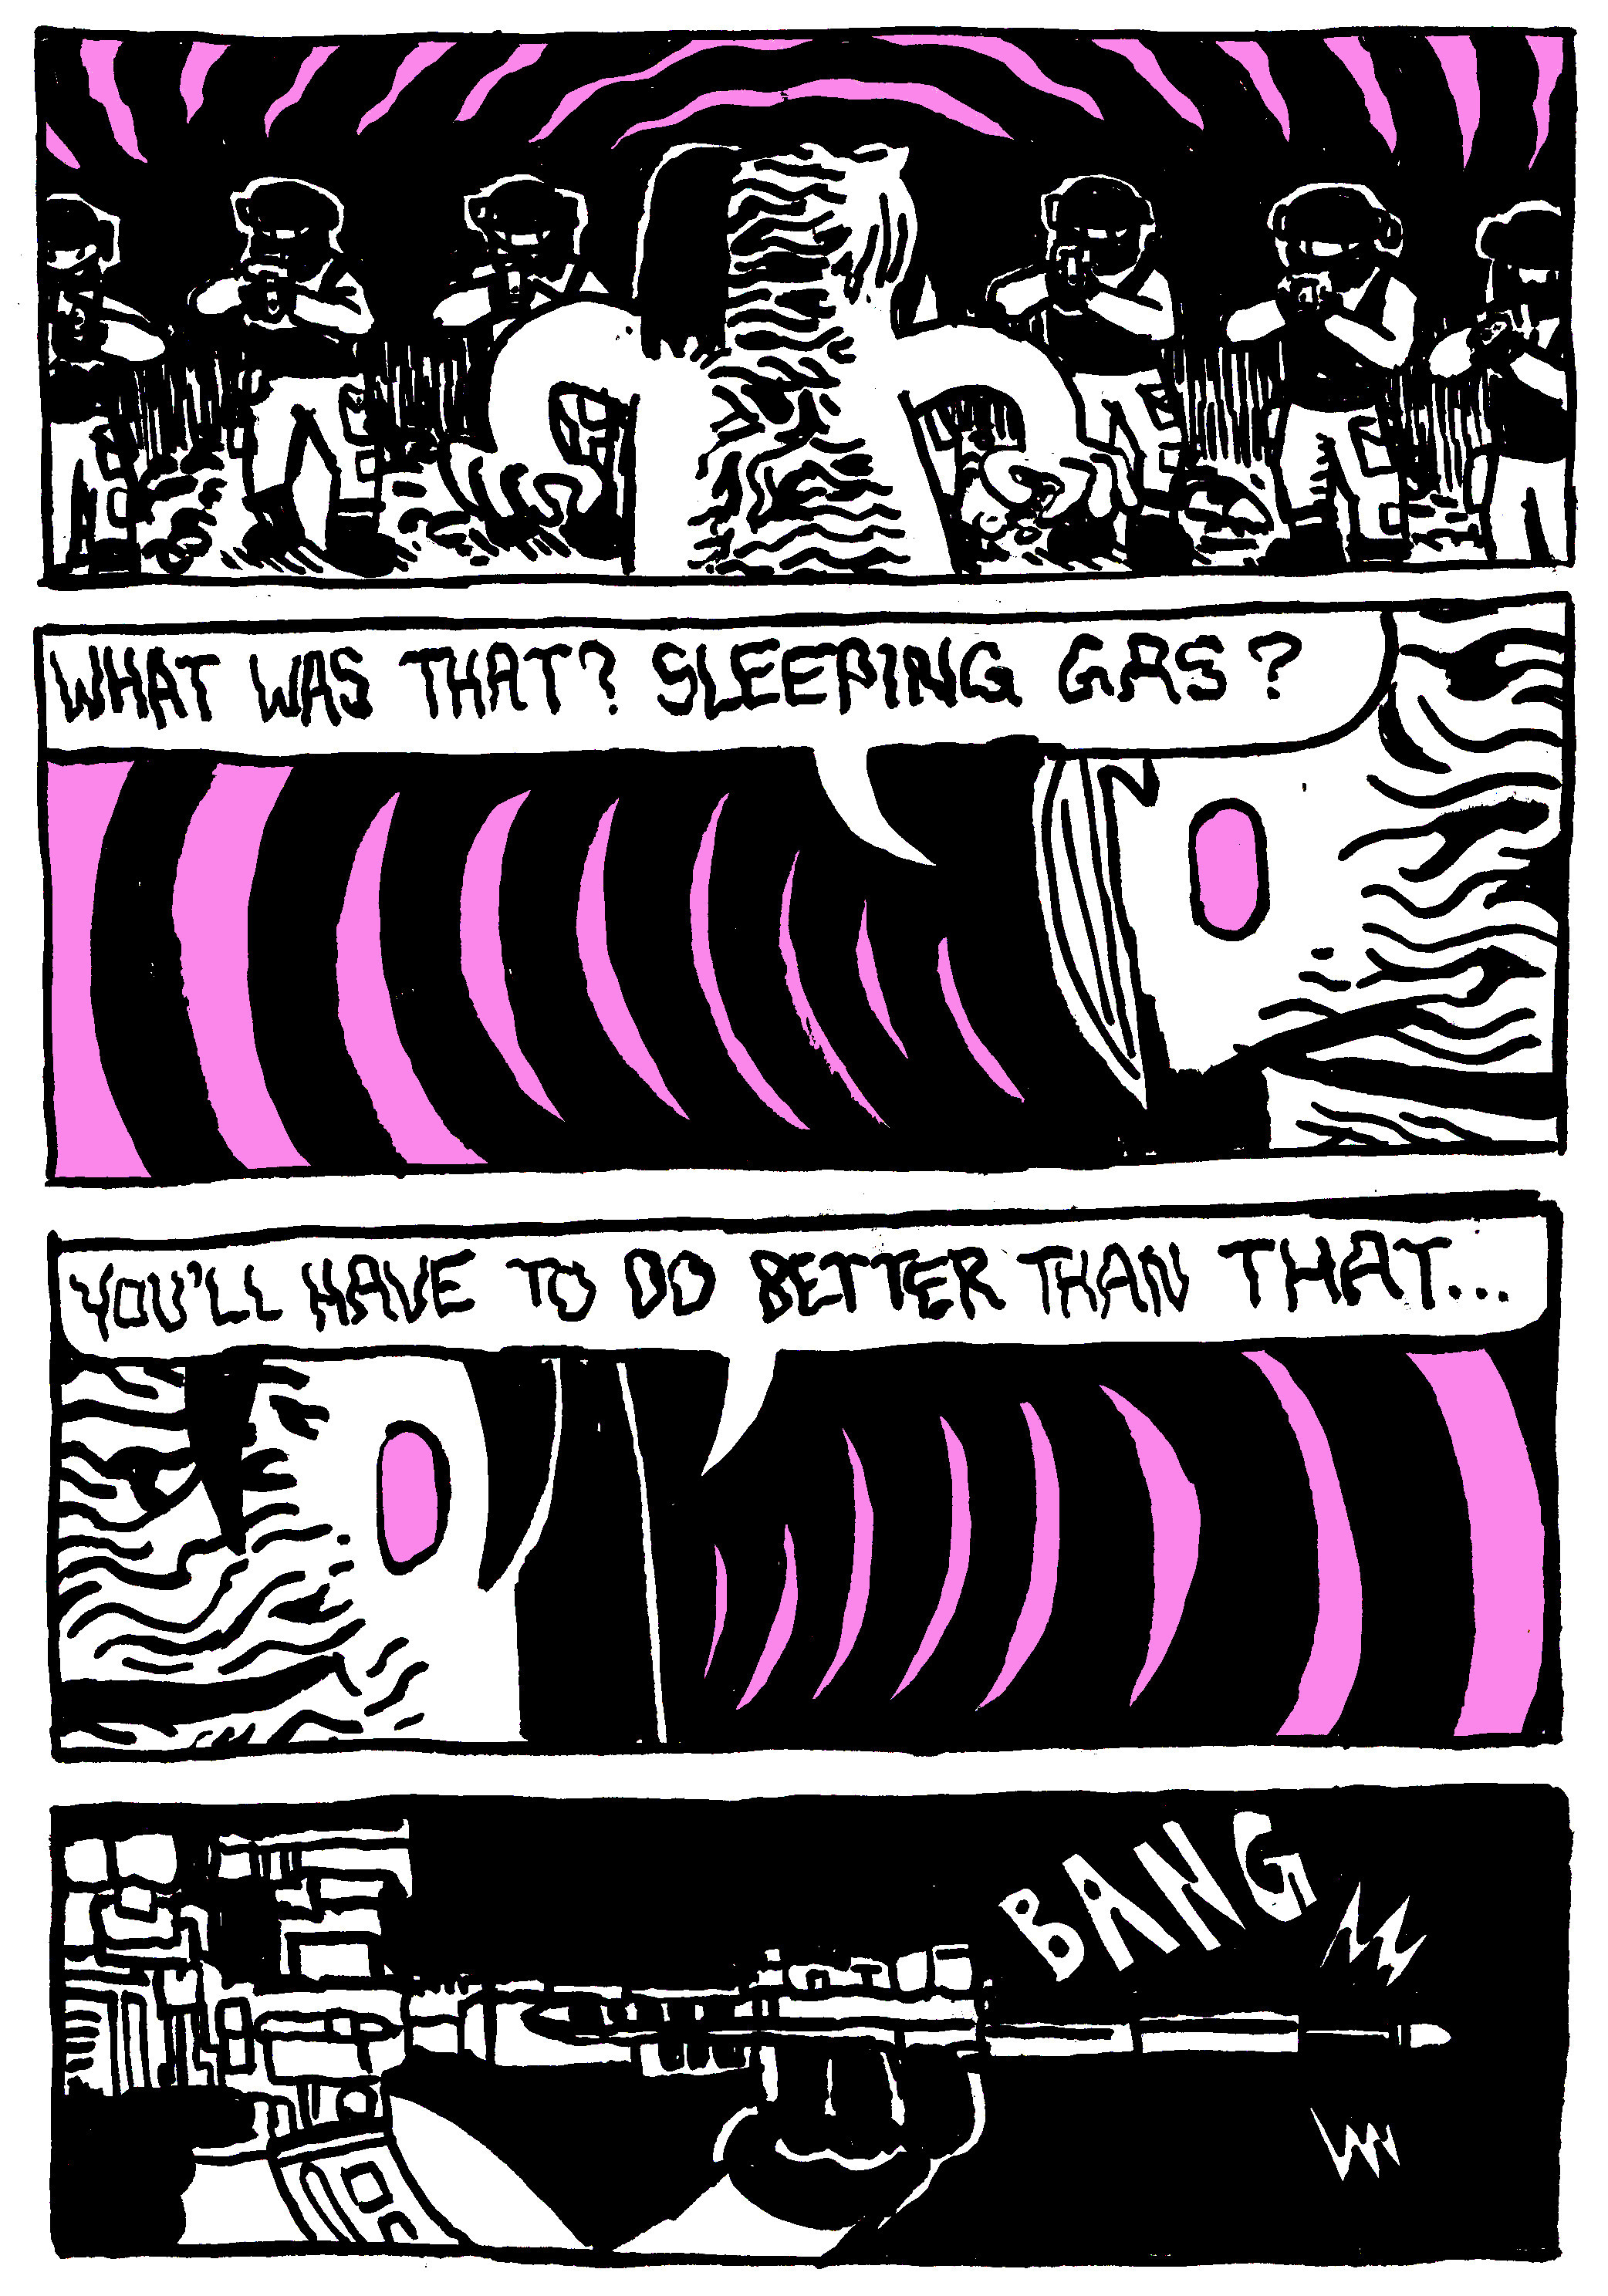 WHAT WAS THAT? SLEEPING GAS?
YOU'LL HAVE TO DO BETTER THAN THAT...
BANG